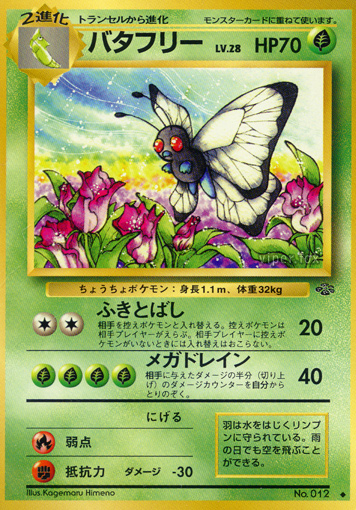 2進化
トランセルから進化
モンスターカードに重ねて使います。
バタフリー LV.28 HP70
vipex.fox
ちょうちょポケモン：身長1.1m、体重32kg
ふきとばし 20
相手を控えポケモンと入れ替える。控えポケモンは
相手プレイヤーがえらぶ。相手プレイヤーに控えポケ
モンがいないときには入れ替えはおこらない。
メガドレイン 40
相手に与えたダメージの半分（切り上
げ）のダメージカウンターを自分から
とりのぞく。
にげる
弱点
抵抗力 ダメージ -30
羽は水をはじくリンプ
ンに守られている。雨
の日でも空を飛ぶこと
ができる。
Illus.Kagemaru Himeno
No.012